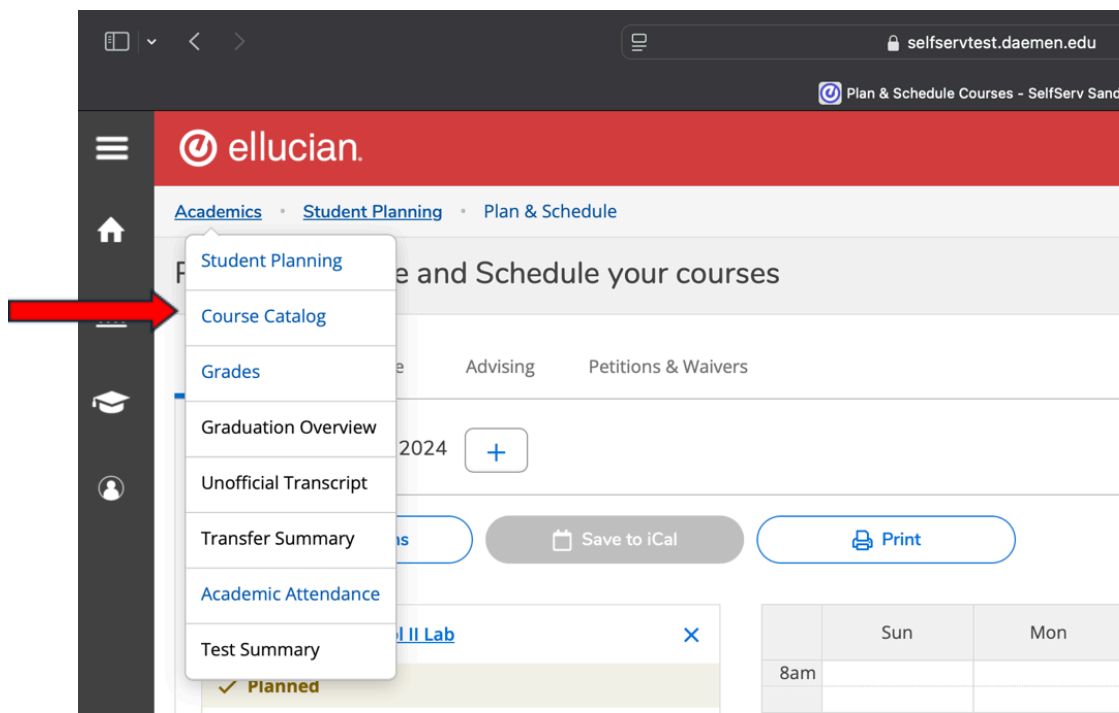 selfservtest.daemen.edu
Plan & Schedule Courses - SelfServ Sand
ellucian.
Academics • Student Planning • Plan & Schedule
e and Schedule your courses
Student Planning
Course Catalog
Grades
Graduation Overview
Unofficial Transcript
Transfer Summary
Academic Attendance
Test Summary
Advising Petitions & Waivers
2024 +
Save to iCal Print
II Lab
Planned
Sun Mon
8am